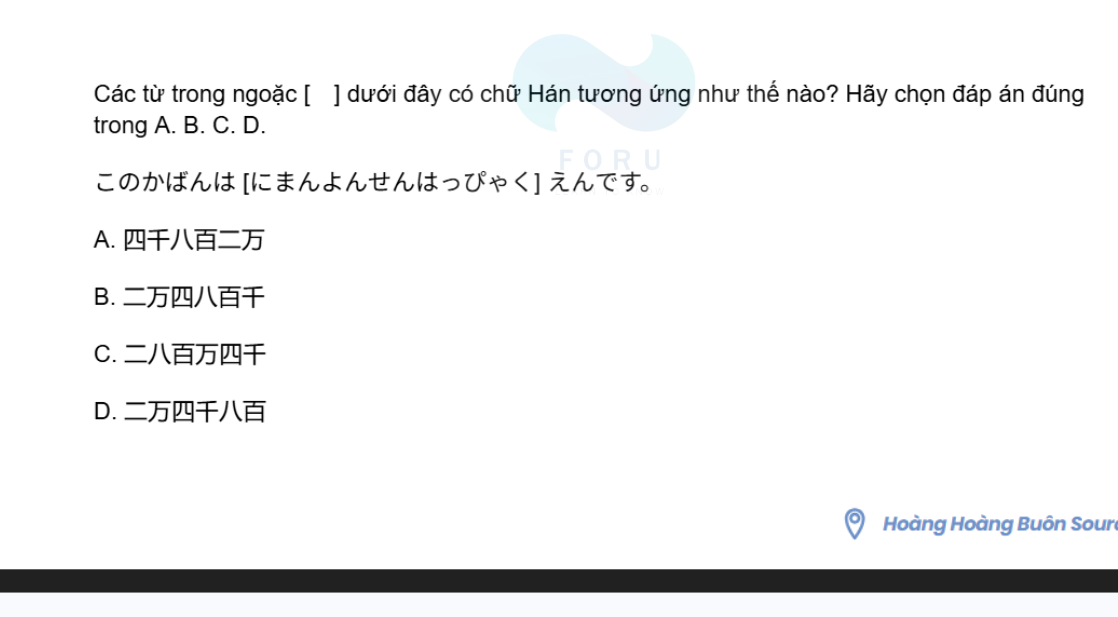 FORU
Các từ trong ngoặc [ ] dưới đây có chữ Hán tương ứng như thế nào? Hãy chọn đáp án đúng
trong A. B. C. D.
このかばんは [にまんよんせんはっぴゃく] えんです。
A. 四千八百二万
B. 二万四八百千
C. 二八百万四千
D. 二万四千八百
Hoàng Hoàng Buôn Sour